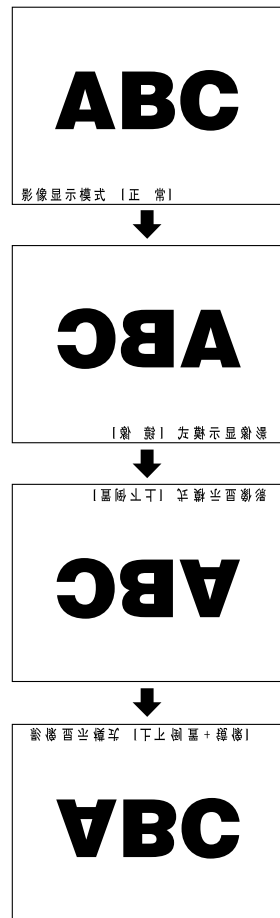 ABC
影像显示模式 |正 常|
ABC
影像显示模式 |镜 像|
影像显示模式 |上下倒置|
ABC
影像显示模式 |上下倒置+镜像|
ABC